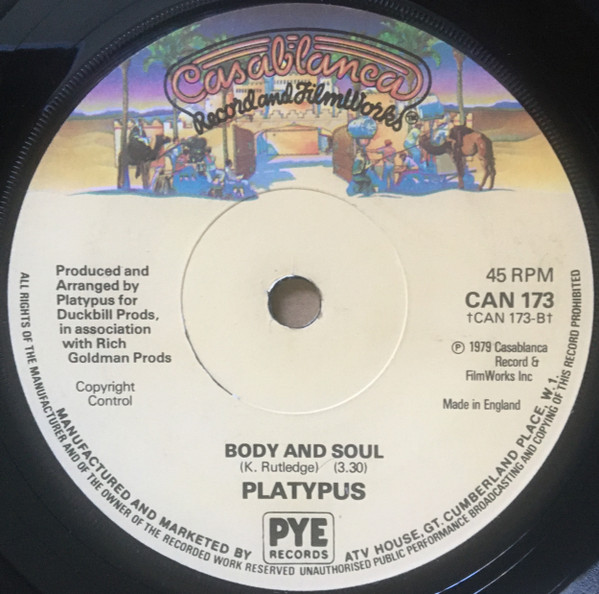 Casablanca
Record and FilmWorks
Produced and
Arranged by
Platypus for
Duckbill Prods,
in association
with Rich
Goldman Prods
Copyright
Control
45 RPM
CAN 173
†CAN 173-B†
℗ 1979 Casablanca
Record &
FilmWorks Inc
Made in England
BODY AND SOUL
(K. Rutledge) (3.30)
PLATYPUS
PYE
RECORDS
MANUFACTURED AND MARKETED BY
ATV HOUSE, GT. CUMBERLAND PLACE, W.1.
ALL RIGHTS OF THE MANUFACTURER AND OF THE OWNER OF THE RECORDED WORK RESERVED UNAUTHORISED PUBLIC PERFORMANCE BROADCASTING AND COPYING OF THIS RECORD PROHIBITED